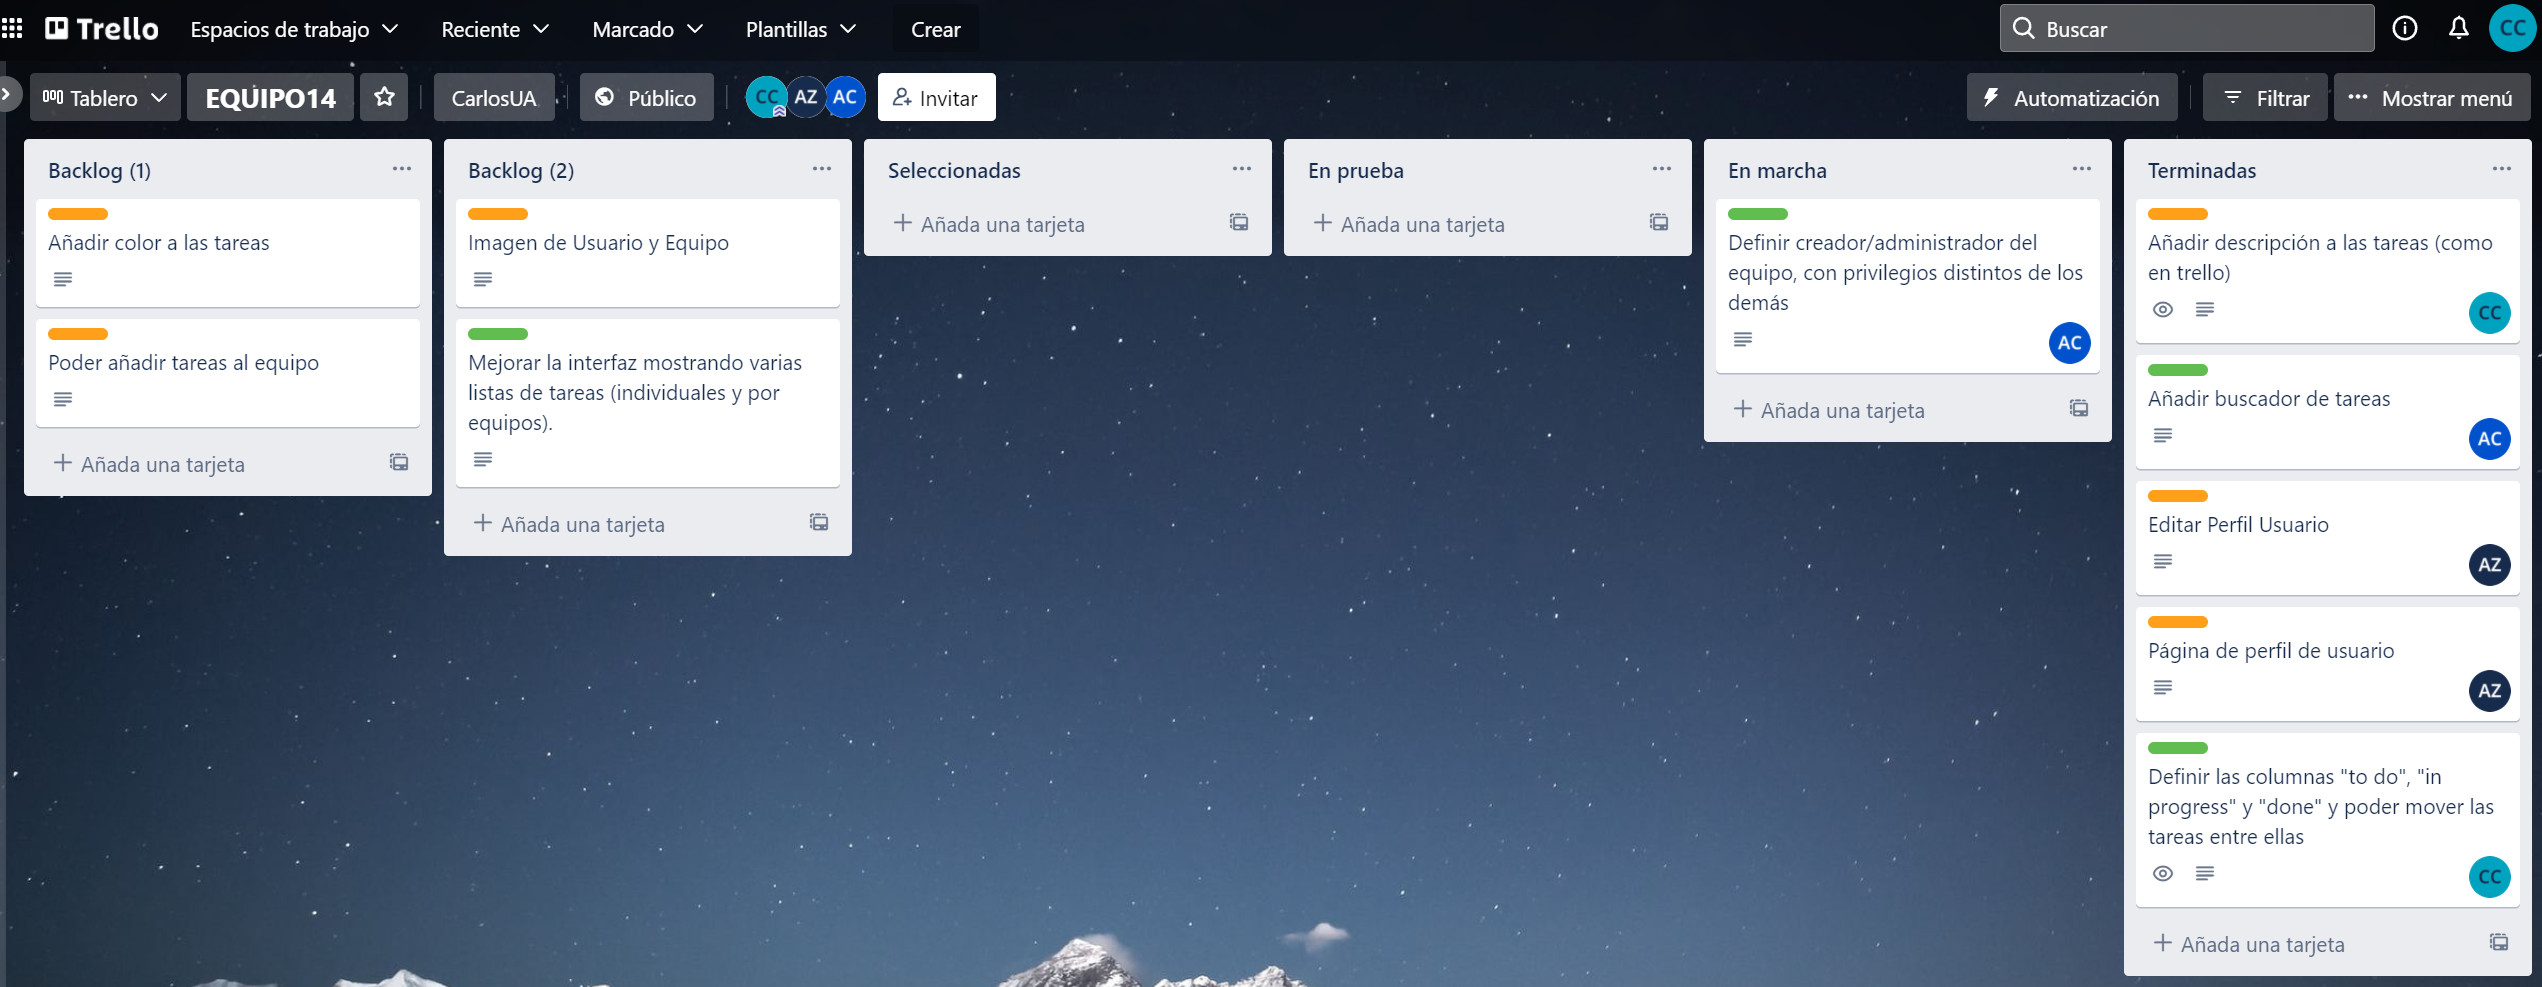 Trello
Espacios de trabajo
Reciente
Marcado
Plantillas
Crear
Buscar
CC
Tablero
EQUIPO14
CarlosUA
Público
CC
AZ
AC
Invitar
Automatización
Filtrar
Mostrar menú
Backlog (1)
Añadir color a las tareas
Poder añadir tareas al equipo
Añada una tarjeta
Backlog (2)
Imagen de Usuario y Equipo
Mejorar la interfaz mostrando varias
listas de tareas (individuales y por
equipos).
Añada una tarjeta
Seleccionadas
Añada una tarjeta
En prueba
Añada una tarjeta
En marcha
Definir creador/administrador del
equipo, con privilegios distintos de los
demás
AC
Añada una tarjeta
Terminadas
Añadir descripción a las tareas (como
en trello)
CC
Añadir buscador de tareas
AC
Editar Perfil Usuario
AZ
Página de perfil de usuario
AZ
Definir las columnas "to do", "in
progress" y "done" y poder mover las
tareas entre ellas
CC
Añada una tarjeta